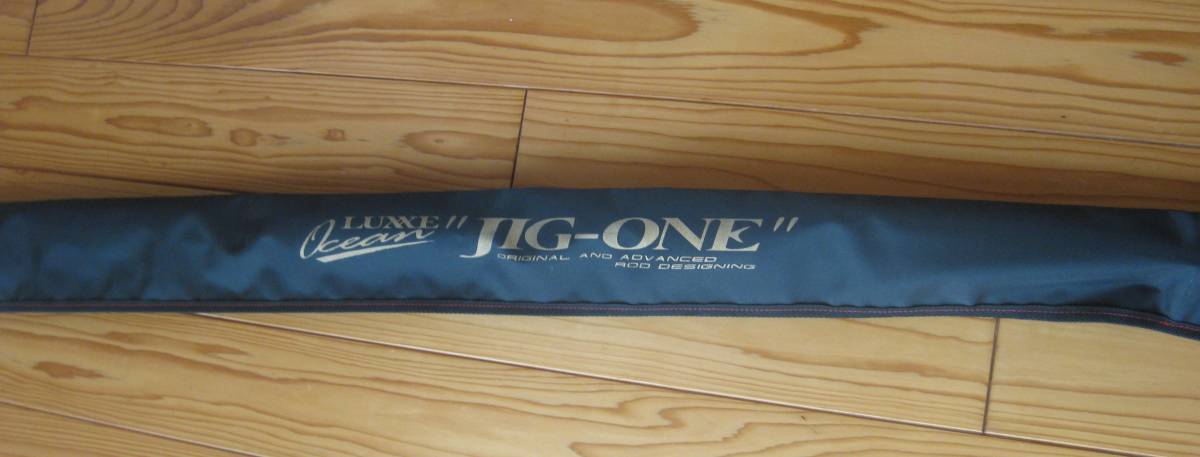 LUXXE
Ocean
"JIG-ONE"
ORIGINAL AND ADVANCED
ROD DESIGNING